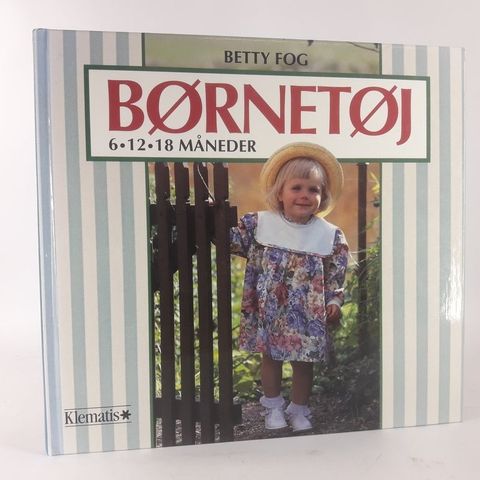 BETTY FOG
BØRNETØJ
6•12•18 MÅNEDER
Klematis